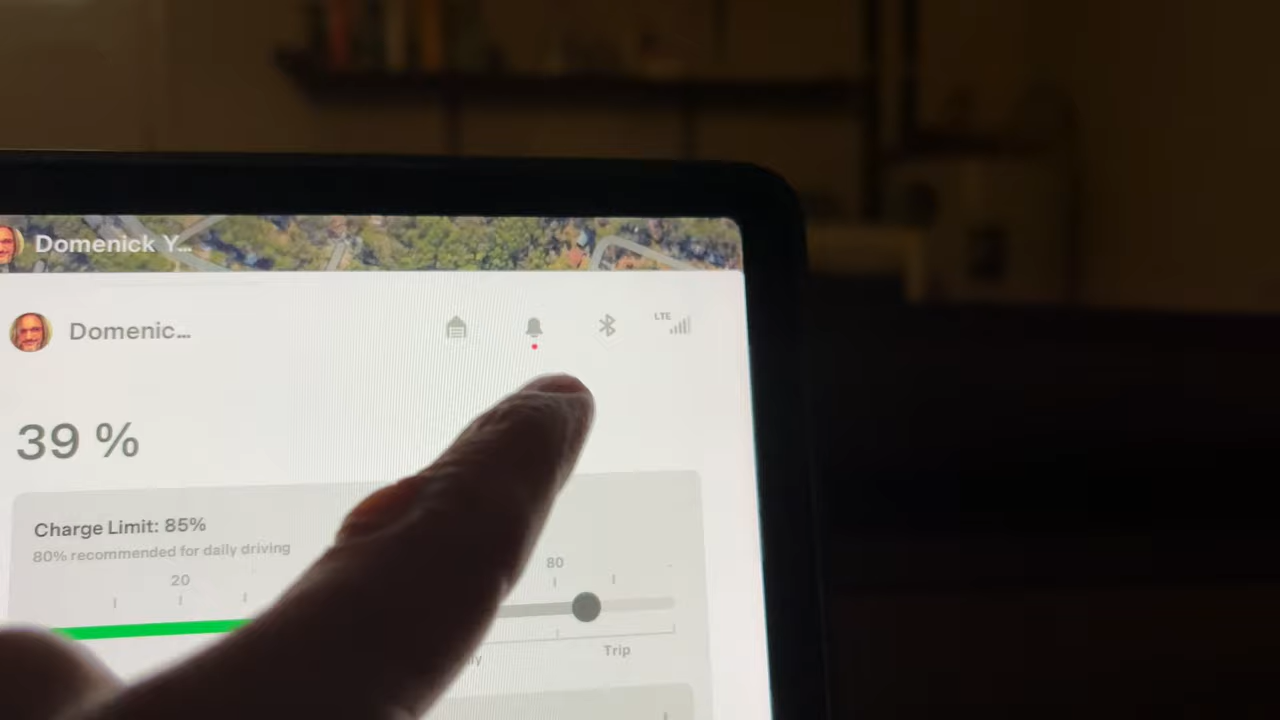 Domenick Y...
Domenic...
LTE
39 %
Charge Limit: 85%
80% recommended for daily driving
20
80
Trip